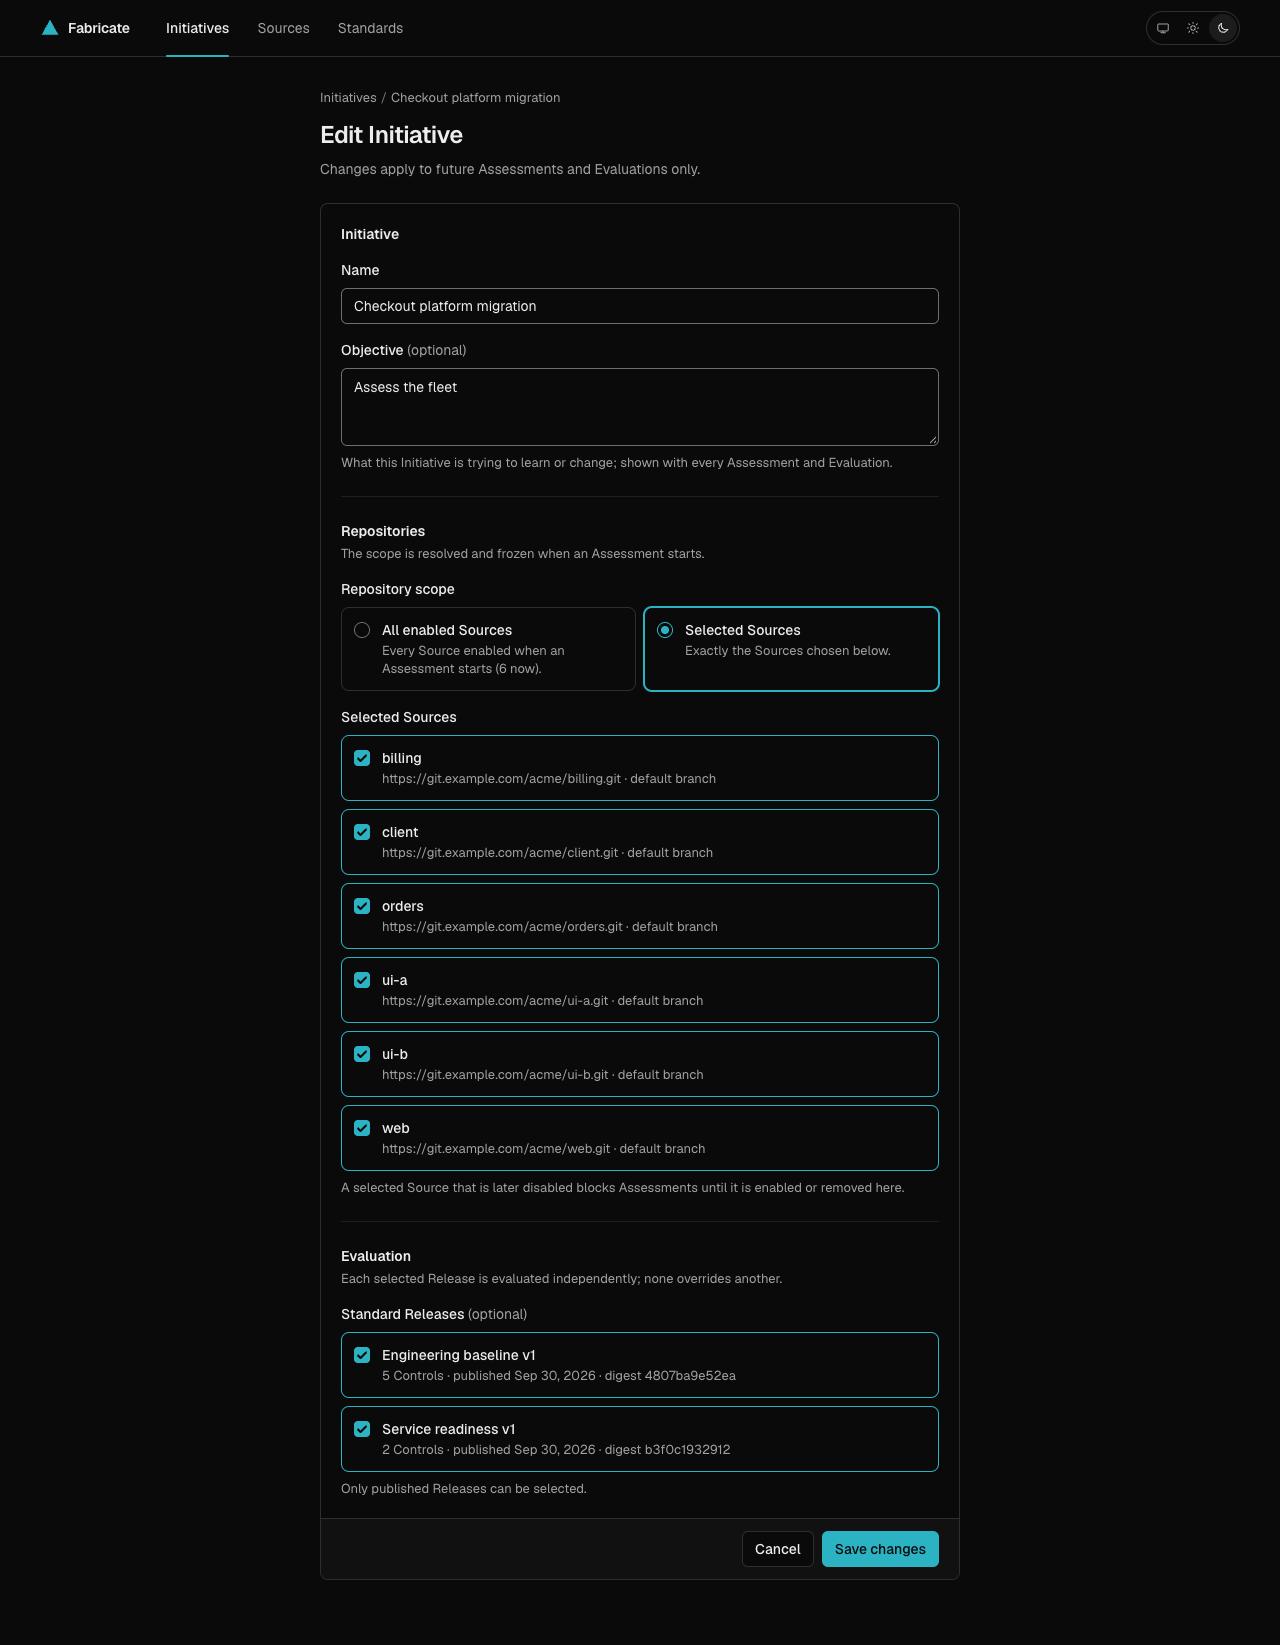 Fabricate
Initiatives
Sources
Standards
Initiatives / Checkout platform migration
Edit Initiative
Changes apply to future Assessments and Evaluations only.
Initiative
Name
Checkout platform migration
Objective (optional)
Assess the fleet
What this Initiative is trying to learn or change; shown with every Assessment and Evaluation.
Repositories
The scope is resolved and frozen when an Assessment starts.
Repository scope
All enabled Sources
Every Source enabled when an
Assessment starts (6 now).
Selected Sources
Exactly the Sources chosen below.
Selected Sources
billing
https://git.example.com/acme/billing.git · default branch
client
https://git.example.com/acme/client.git · default branch
orders
https://git.example.com/acme/orders.git · default branch
ui-a
https://git.example.com/acme/ui-a.git · default branch
ui-b
https://git.example.com/acme/ui-b.git · default branch
web
https://git.example.com/acme/web.git · default branch
A selected Source that is later disabled blocks Assessments until it is enabled or removed here.
Evaluation
Each selected Release is evaluated independently; none overrides another.
Standard Releases (optional)
Engineering baseline v1
5 Controls · published Sep 30, 2026 · digest 4807ba9e52ea
Service readiness v1
2 Controls · published Sep 30, 2026 · digest b3f0c1932912
Only published Releases can be selected.
Cancel
Save changes